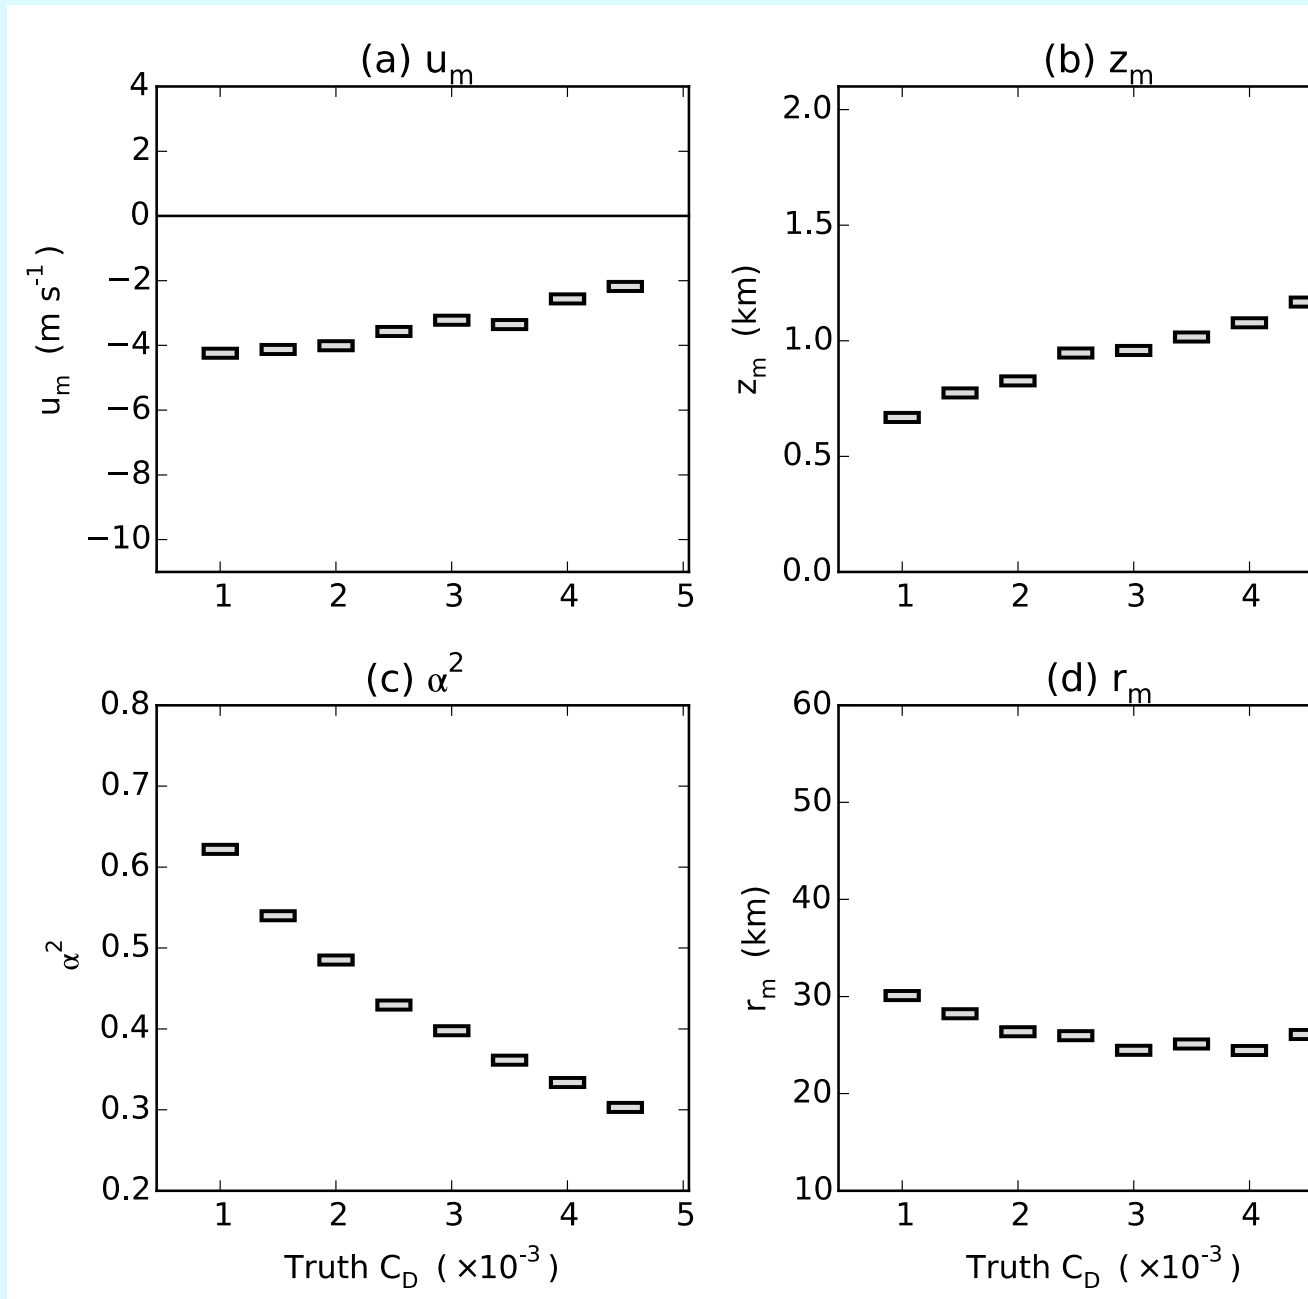 (a) u_m
4
2
0
−2
−4
−6
−8
−10
u_m (m s^-1)
1 2 3 4 5
(b) z_m
2.0
1.5
1.0
0.5
0.0
z_m (km)
1 2 3 4
(c) α^2
0.8
0.7
0.6
0.5
0.4
0.3
0.2
α^2
1 2 3 4 5
Truth C_D ( ×10^-3)
(d) r_m
60
50
40
30
20
10
r_m (km)
1 2 3 4
Truth C_D ( ×10^-3)